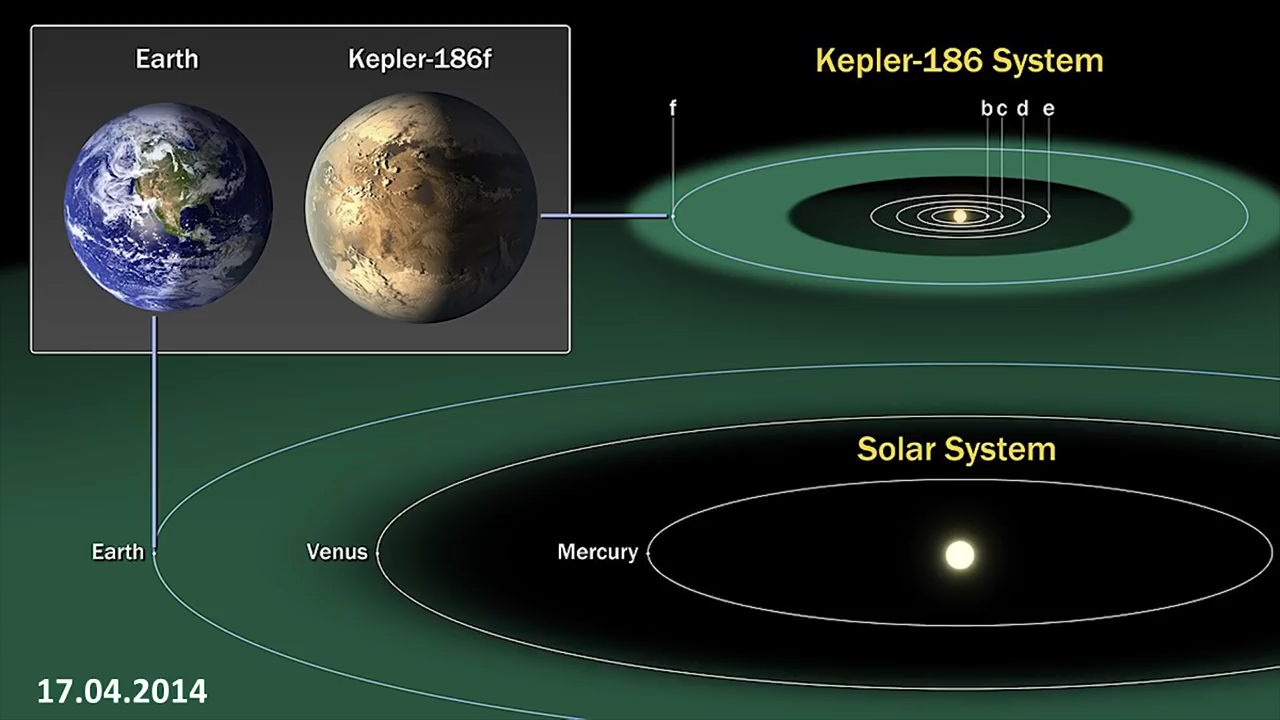 Earth
Kepler-186f
Kepler-186 System
f
b c d e
Solar System
Earth
Venus
Mercury
17.04.2014